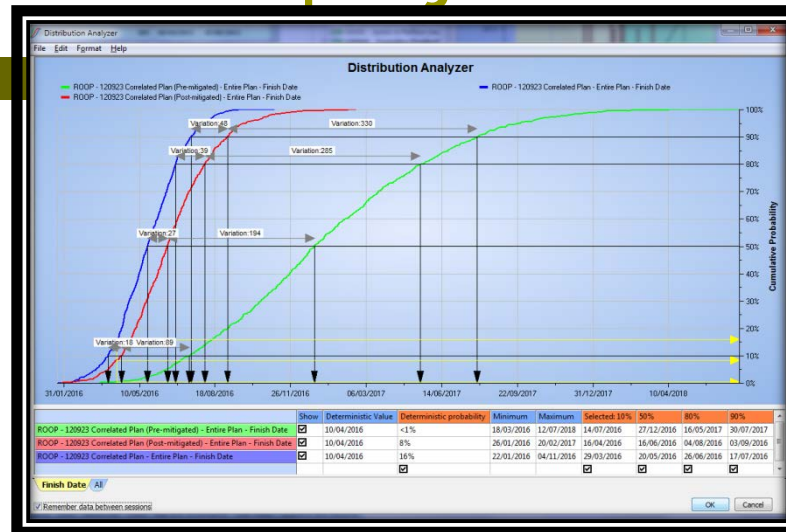 Distribution Analyzer
File Edit Format Help
Distribution Analyzer
ROOP - 120923 Correlated Plan (Pre-mitigated) - Entire Plan - Finish Date
ROOP - 120923 Correlated Plan - Entire Plan - Finish Date
ROOP - 120923 Correlated Plan (Post-mitigated) - Entire Plan - Finish Date
100%
Variation:48 Variation:330
90%
Variation:39 Variation:285
80%
70%
60%
Variation:27 Variation:194
50%
40%
30%
20%
Variation:18 Variation:89
10%
0%
Cumulative Probability
31/01/2016 10/05/2016 18/08/2016 26/11/2016 06/03/2017 14/06/2017 22/09/2017 31/12/2017 10/04/2018
Show Deterministic Value Deterministic probability Minimum Maximum Selected: 10% 50% 80% 90%
ROOP - 120923 Correlated Plan (Pre-mitigated) - Entire Plan - Finish Date 10/04/2016 <1% 18/03/2016 12/07/2018 14/07/2016 27/12/2016 16/05/2017 30/07/2017
ROOP - 120923 Correlated Plan (Post-mitigated) - Entire Plan - Finish Date 10/04/2016 8% 26/01/2016 20/02/2017 16/04/2016 16/06/2016 04/08/2016 03/09/2016
ROOP - 120923 Correlated Plan - Entire Plan - Finish Date 10/04/2016 16% 22/01/2016 04/11/2016 29/03/2016 20/05/2016 26/06/2016 17/07/2016
Finish Date All
Remember data between sessions
OK Cancel